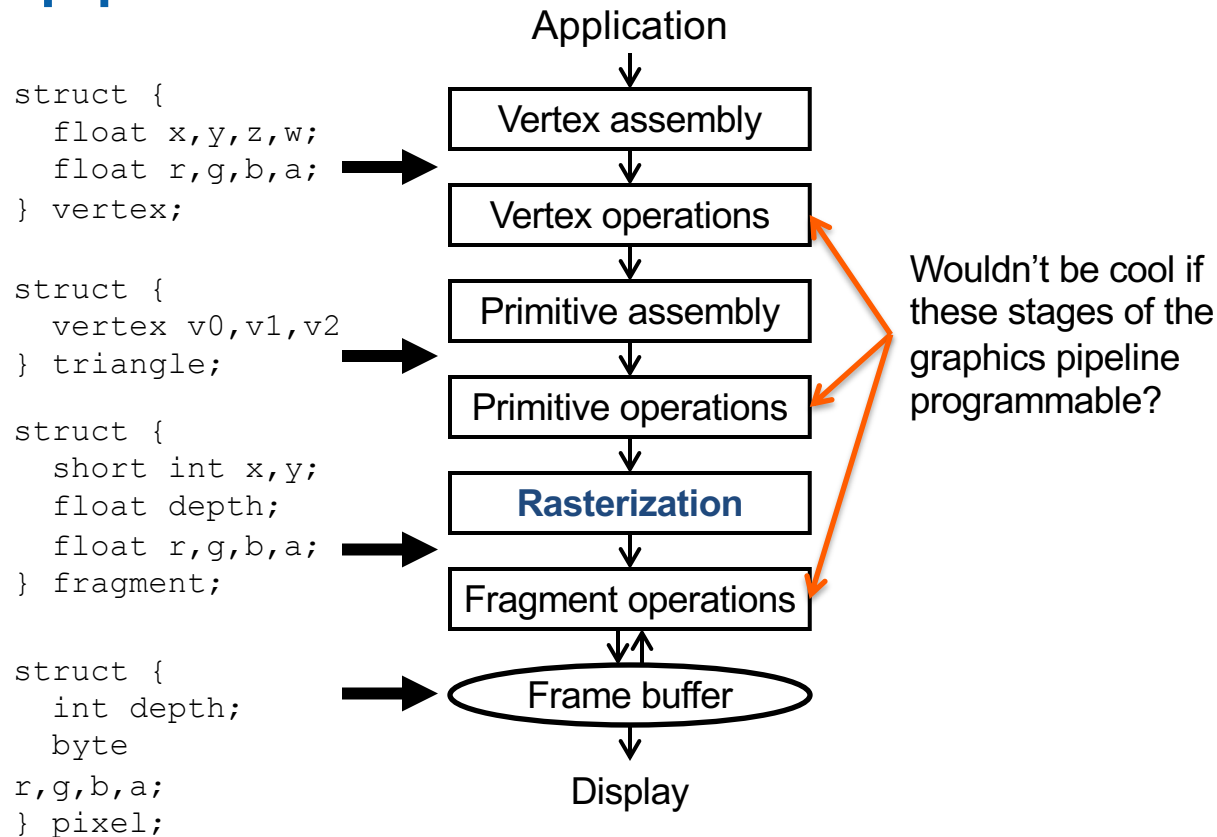 Application
struct {
float x,y,z,w;
float r,g,b,a;
} vertex;
struct {
vertex v0,v1,v2
} triangle;
struct {
short int x,y;
float depth;
float r,g,b,a;
} fragment;
struct {
int depth;
byte
r,g,b,a;
} pixel;
Vertex assembly
Vertex operations
Primitive assembly
Primitive operations
Rasterization
Fragment operations
Frame buffer
Display
Wouldn’t be cool if
these stages of the
graphics pipeline
programmable?